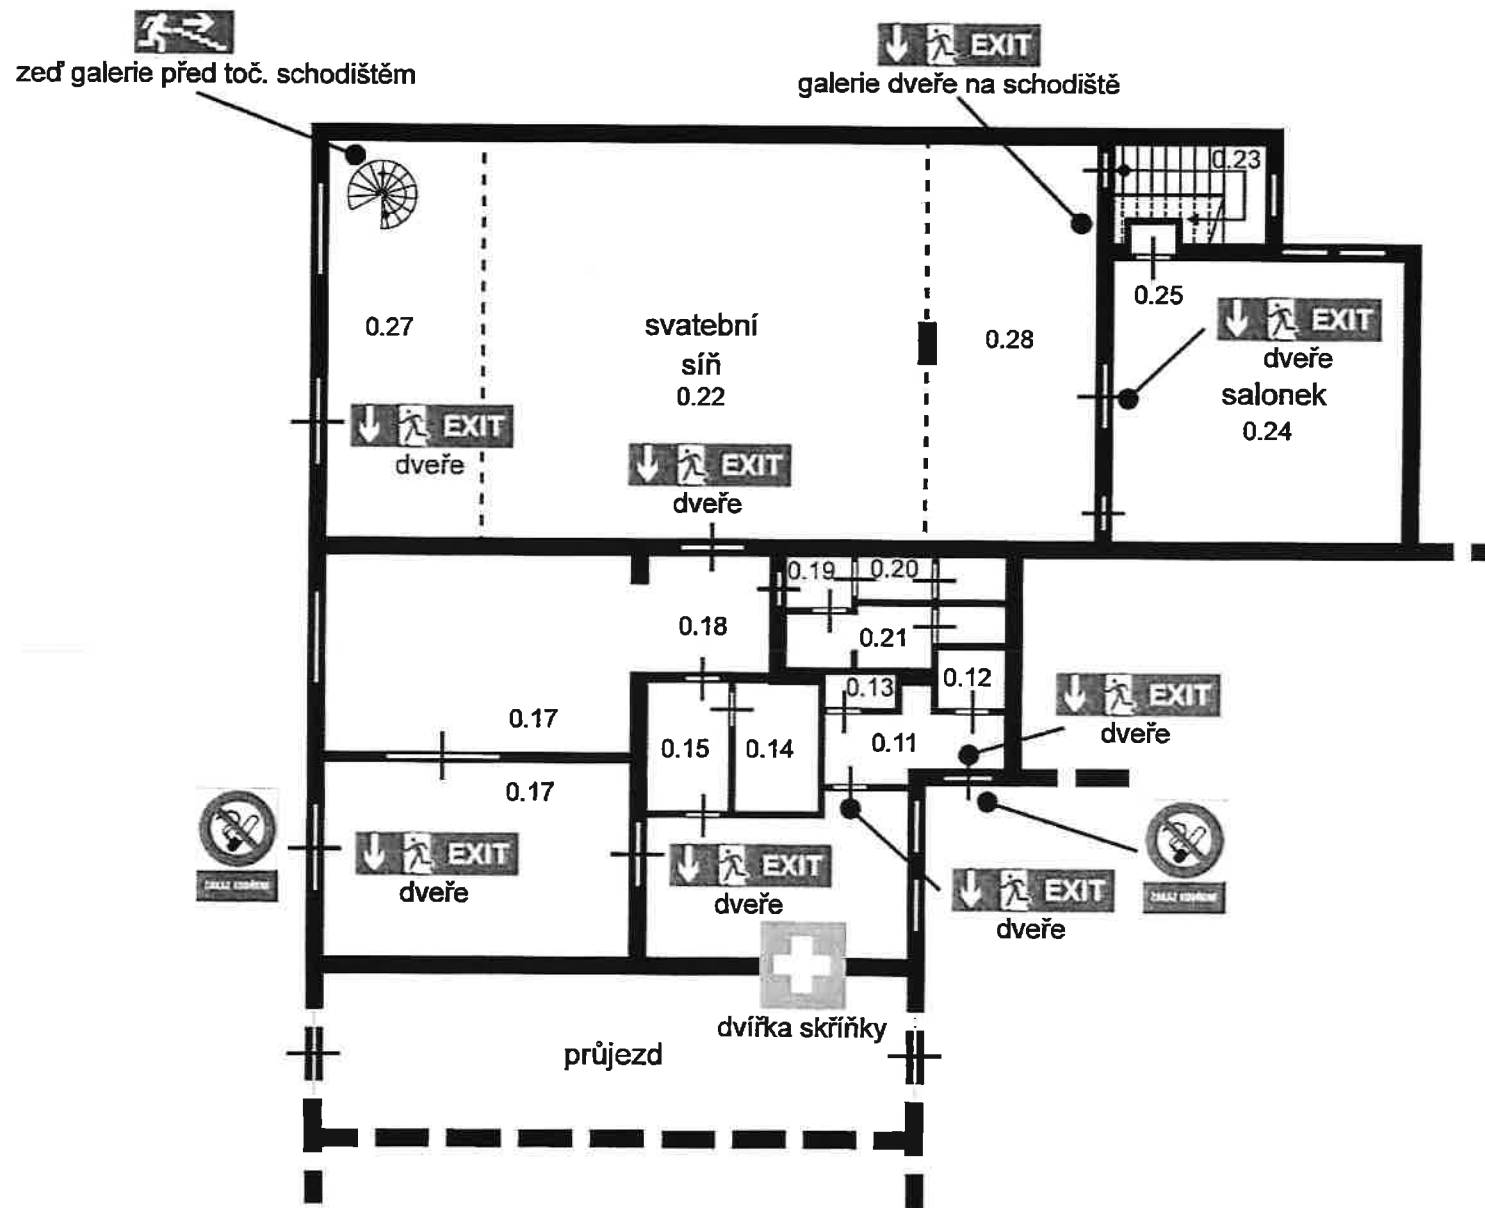 zeď galerie před toč. schodištěm
EXIT
galerie dveře na schodiště
0.23
0.25
EXIT
dveře
salonek
0.24
0.27
svatební
síň
0.22
0.28
EXIT
dveře
EXIT
dveře
0.19
0.20
0.18
0.21
0.12
0.13
EXIT
dveře
0.17
0.15
0.14
0.11
0.17
EXIT
dveře
EXIT
dveře
EXIT
dveře
dvířka skříňky
průjezd